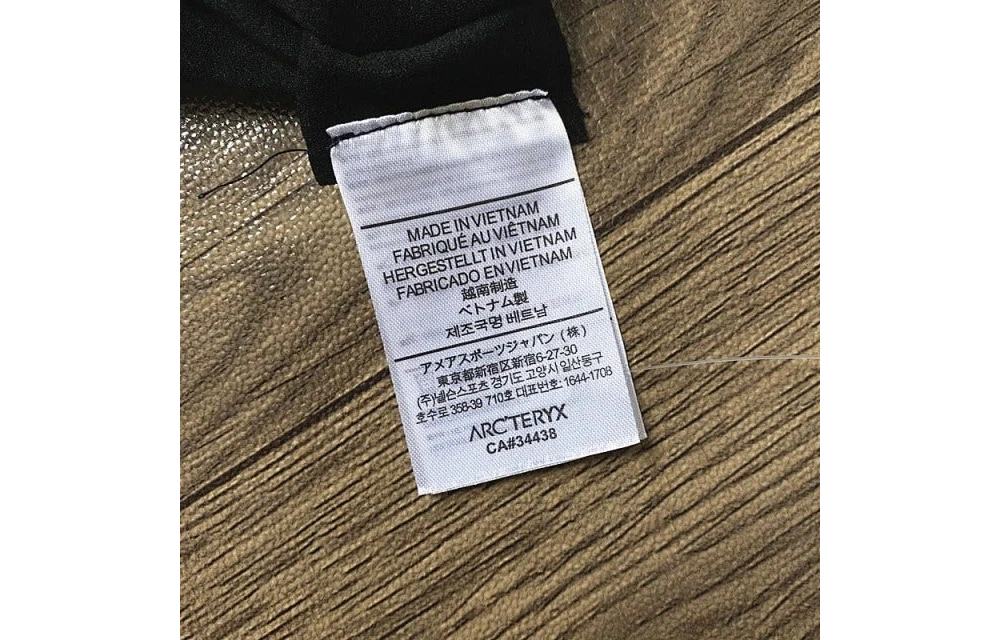 MADE IN VIETNAM
FABRIQUÉ AU VIÊTNAM
HERGESTELLT IN VIETNAM
FABRICADO EN VIETNAM
越南制造
ベトナム製
제조국명 베트남
アメアスポーツジャパン (株)
東京都新宿区新宿6-27-30
(주)넬슨스포츠 경기도 고양시 일산동구
호수로 358-39 710호 대표번호: 1644-1708
ARC'TERYX
CA#34438